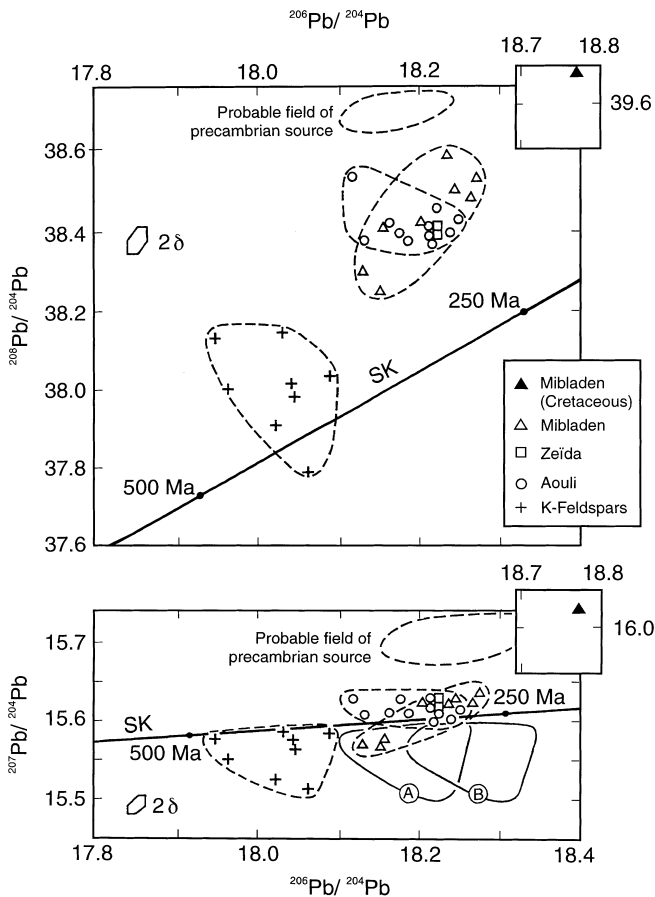 206Pb/ 204Pb
18.7 18.8
17.8 18.0 18.2
39.6
Probable field of
precambrian source
38.6
38.4
2δ
38.2
250 Ma
208Pb/ 204Pb
SK
38.0
37.8
500 Ma
37.6
Mibladen
(Cretaceous)
Mibladen
Zeïda
Aouli
K-Feldspars
18.7 18.8
16.0
15.7
Probable field of
precambrian source
250 Ma
15.6
SK
500 Ma
207Pb/ 204Pb
15.5
2δ
A B
17.8 18.0 18.2 18.4
206Pb/ 204Pb